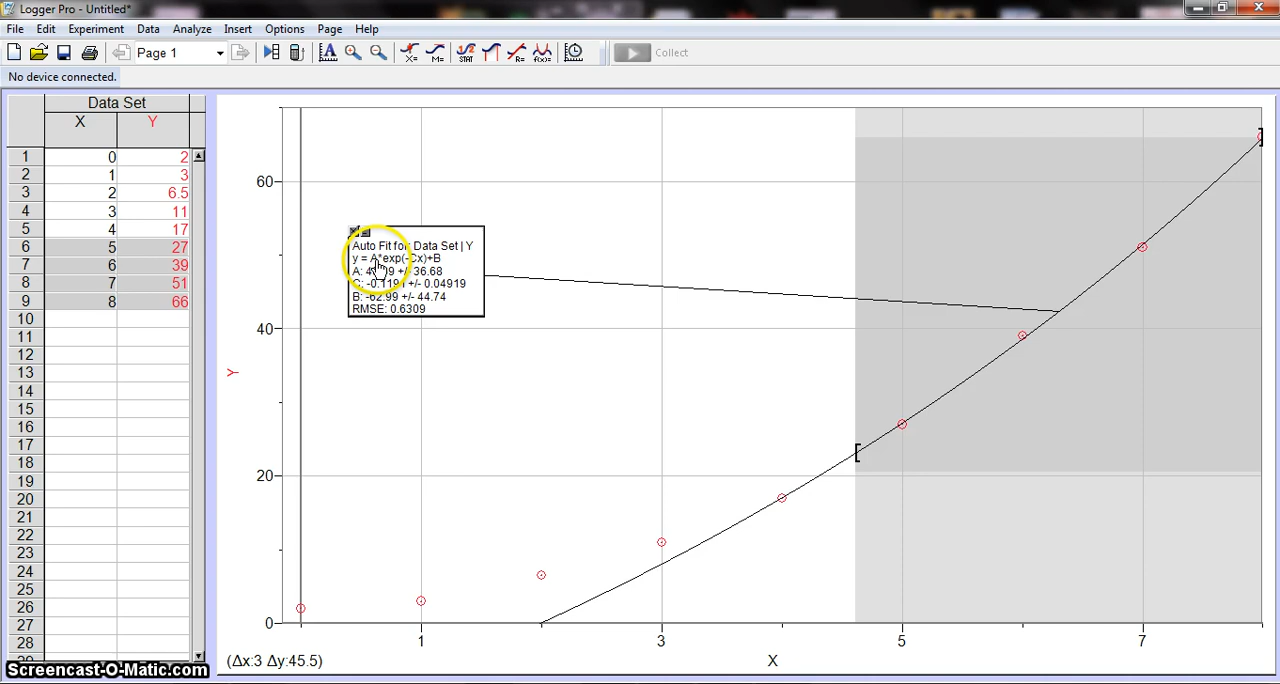 Logger Pro - Untitled*
File Edit Experiment Data Analyze Insert Options Page Help
Page 1 Collect
No device connected.
Data Set
X Y
1 0 2
2 1 3
3 2 6.5
4 3 11
5 4 17
6 5 27
7 6 39
8 7 51
9 8 66
10
11
12
13
14
15
16
17
18
19
20
21
22
23
24
25
26
27
28
60
40
20
0
Y
1 3 5 7
X
(Δx:3 Δy:45.5)
Auto Fit for: Data Set | Y
y = A*exp(-Cx)+B
A: +/- 36.68
C: +/- 0.04919
B: -62.99 +/- 44.74
RMSE: 0.6309
Screencast-O-Matic.com